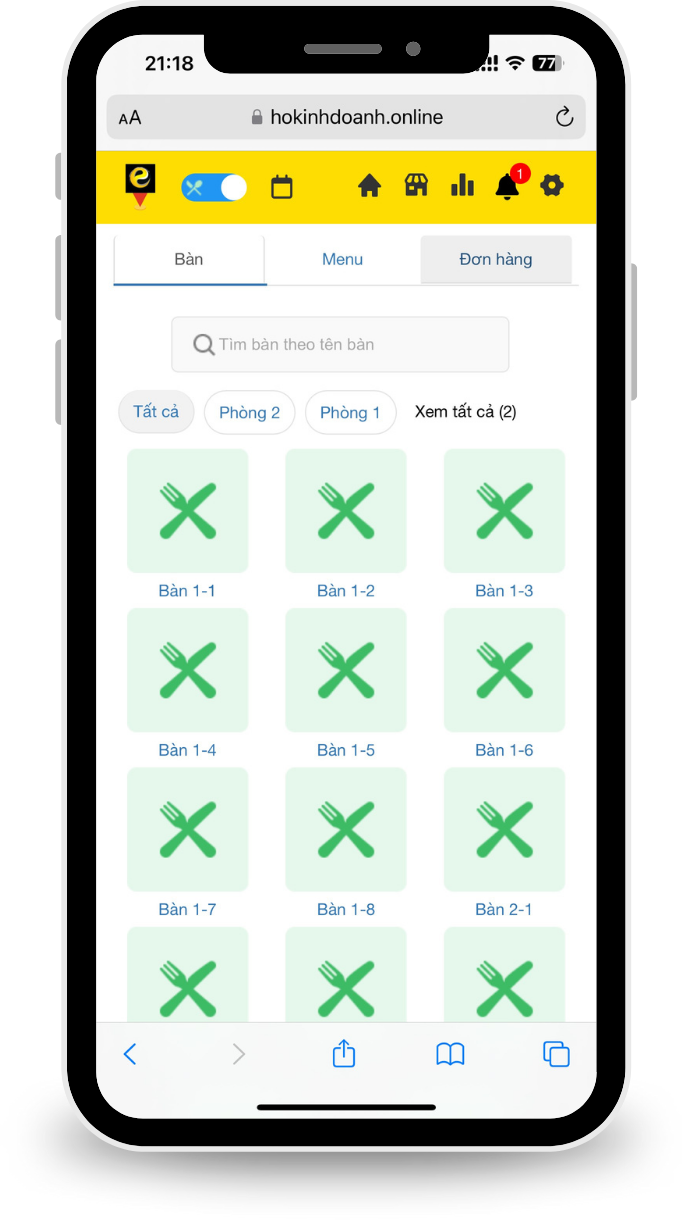 21:18
77
AA
hokinhdoanh.online
e
1
Bàn
Menu
Đơn hàng
Tìm bàn theo tên bàn
Tất cả
Phòng 2
Phòng 1
Xem tất cả (2)
Bàn 1-1
Bàn 1-2
Bàn 1-3
Bàn 1-4
Bàn 1-5
Bàn 1-6
Bàn 1-7
Bàn 1-8
Bàn 2-1